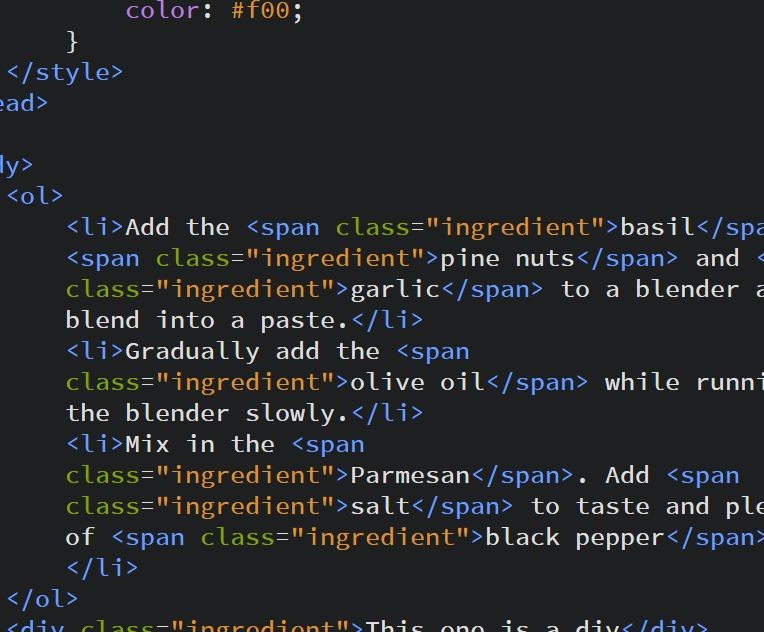 color: #f00;
}
</style>
ead>
dy>
<ol>
<li>Add the <span class="ingredient">basil</spa
<span class="ingredient">pine nuts</span> and <
class="ingredient">garlic</span> to a blender a
blend into a paste.</li>
<li>Gradually add the <span
class="ingredient">olive oil</span> while runni
the blender slowly.</li>
<li>Mix in the <span
class="ingredient">Parmesan</span>. Add <span
class="ingredient">salt</span> to taste and ple
of <span class="ingredient">black pepper</span>
</li>
</ol>
<div class="ingredient">This one is a div</div>